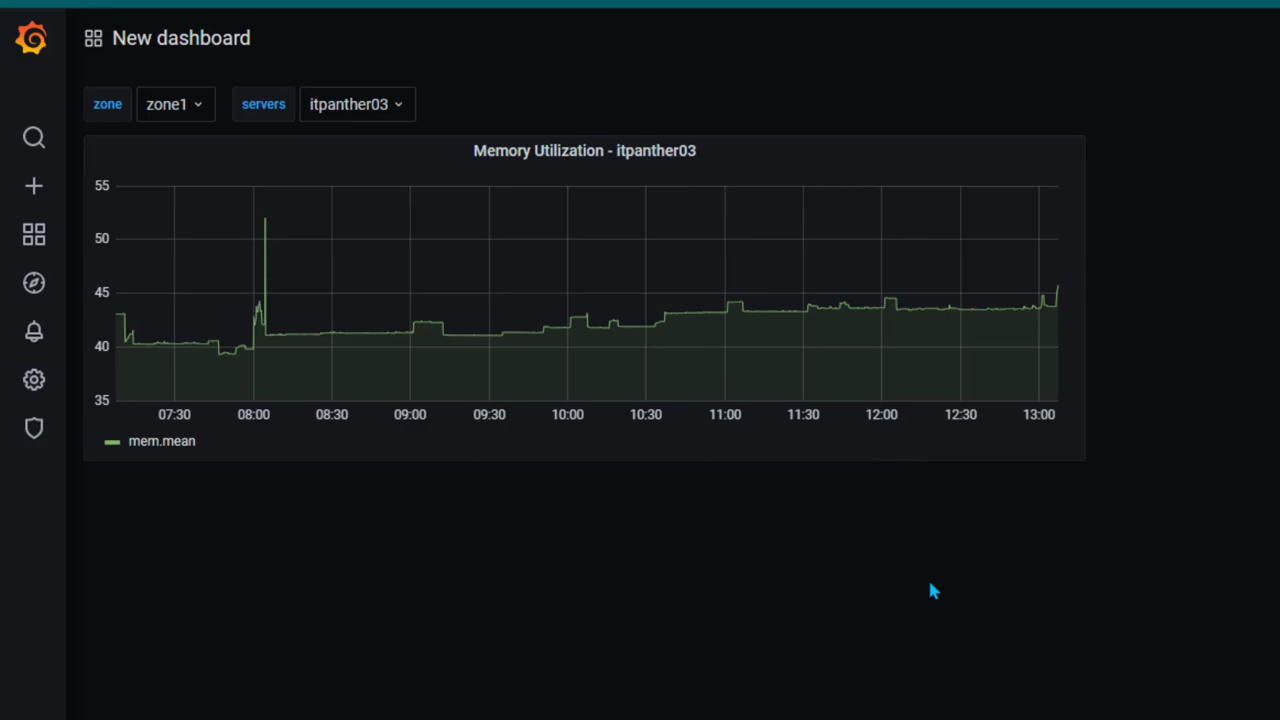 New dashboard
zone zone1 servers itpanther03
Memory Utilization - itpanther03
55
50
45
40
35
07:30 08:00 08:30 09:00 09:30 10:00 10:30 11:00 11:30 12:00 12:30 13:00
mem.mean